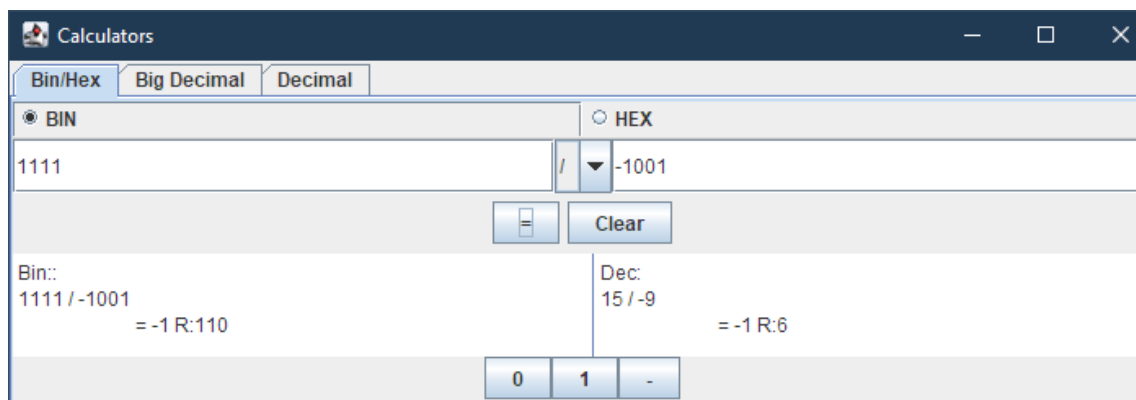 Calculators
Bin/Hex Big Decimal Decimal
BIN HEX
1111 / -1001
= Clear
Bin:: Dec:
1111 / -1001 15 / -9
= -1 R:110 = -1 R:6
0 1 -